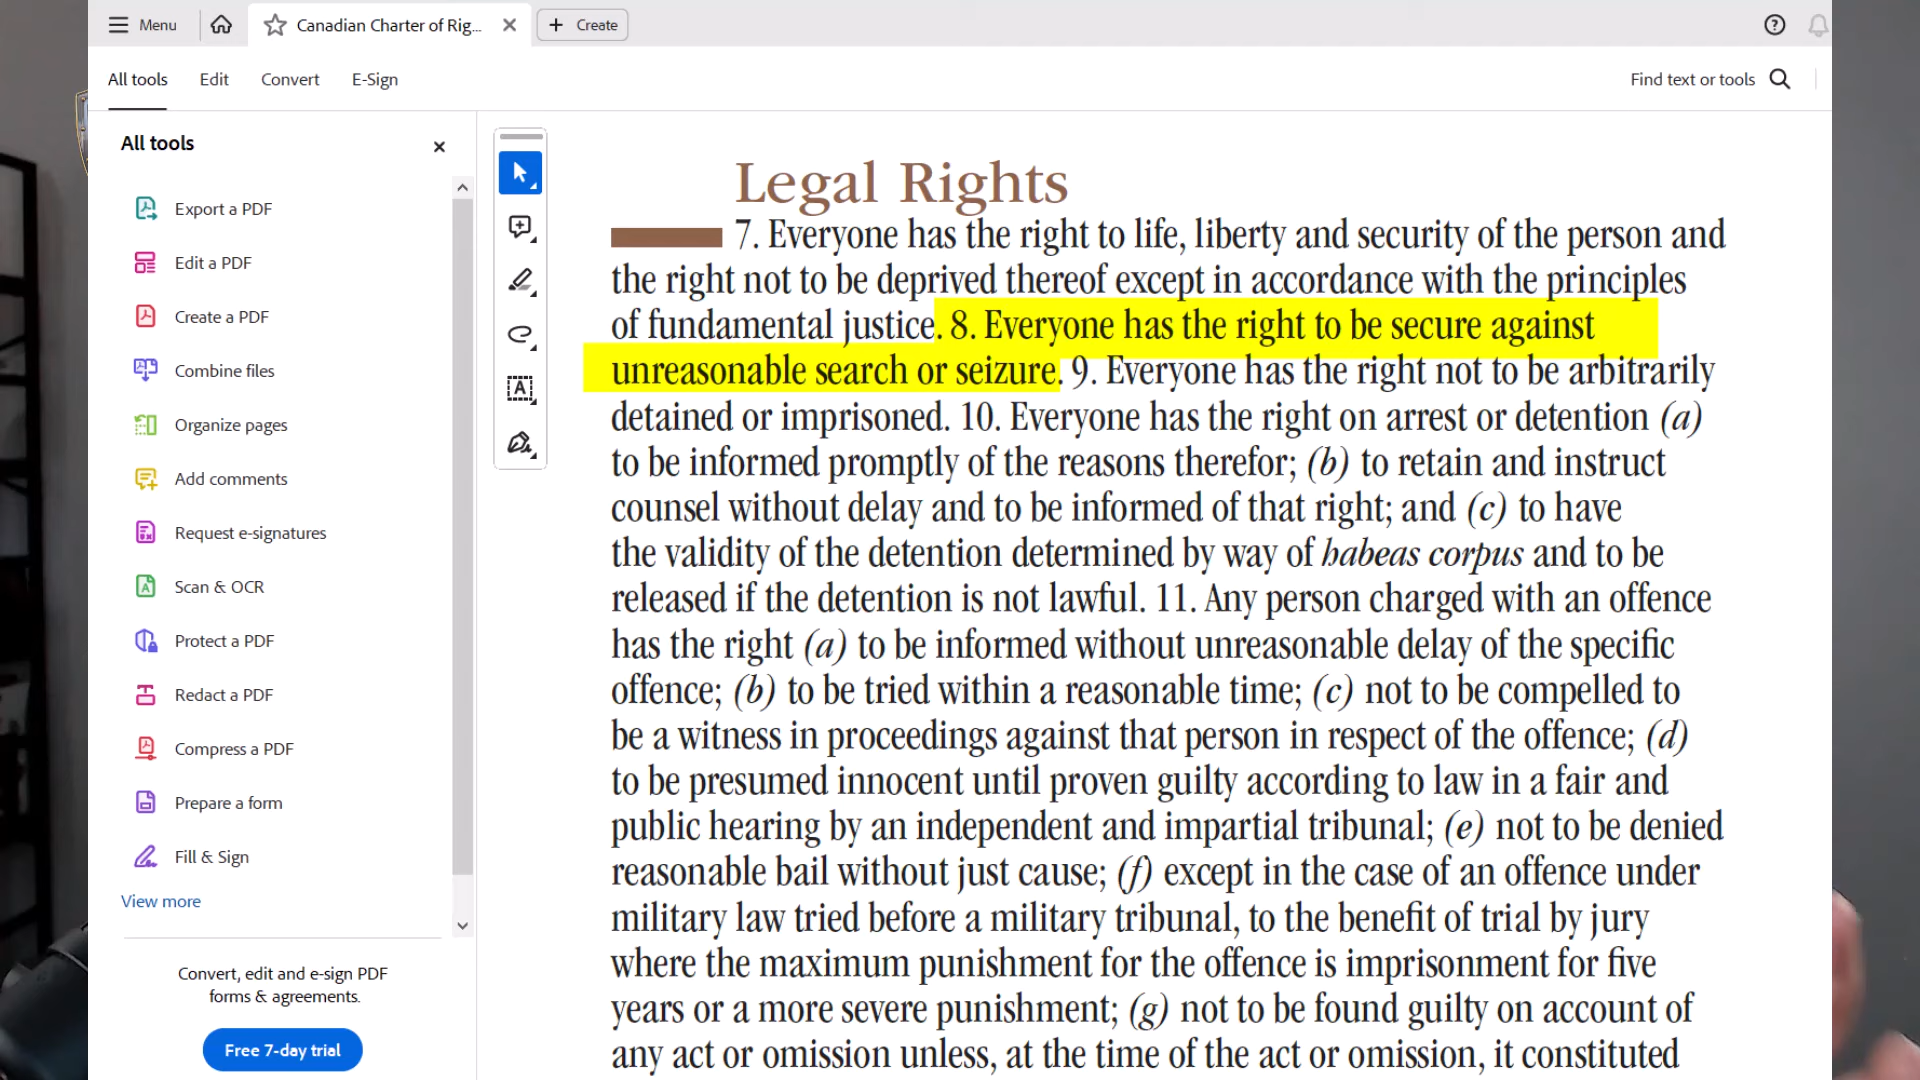 Menu
Canadian Charter of Rig...
Create
All tools
Edit
Convert
E-Sign
Find text or tools
All tools
Export a PDF
Edit a PDF
Create a PDF
Combine files
Organize pages
Add comments
Request e-signatures
Scan & OCR
Protect a PDF
Redact a PDF
Compress a PDF
Prepare a form
Fill & Sign
View more
Convert, edit and e-sign PDF
forms & agreements.
Free 7-day trial
Legal Rights
7. Everyone has the right to life, liberty and security of the person and
the right not to be deprived thereof except in accordance with the principles
of fundamental justice. 8. Everyone has the right to be secure against
unreasonable search or seizure. 9. Everyone has the right not to be arbitrarily
detained or imprisoned. 10. Everyone has the right on arrest or detention (a)
to be informed promptly of the reasons therefor; (b) to retain and instruct
counsel without delay and to be informed of that right; and (c) to have
the validity of the detention determined by way of habeas corpus and to be
released if the detention is not lawful. 11. Any person charged with an offence
has the right (a) to be informed without unreasonable delay of the specific
offence; (b) to be tried within a reasonable time; (c) not to be compelled to
be a witness in proceedings against that person in respect of the offence; (d)
to be presumed innocent until proven guilty according to law in a fair and
public hearing by an independent and impartial tribunal; (e) not to be denied
reasonable bail without just cause; (f) except in the case of an offence under
military law tried before a military tribunal, to the benefit of trial by jury
where the maximum punishment for the offence is imprisonment for five
years or a more severe punishment; (g) not to be found guilty on account of
any act or omission unless, at the time of the act or omission, it constituted